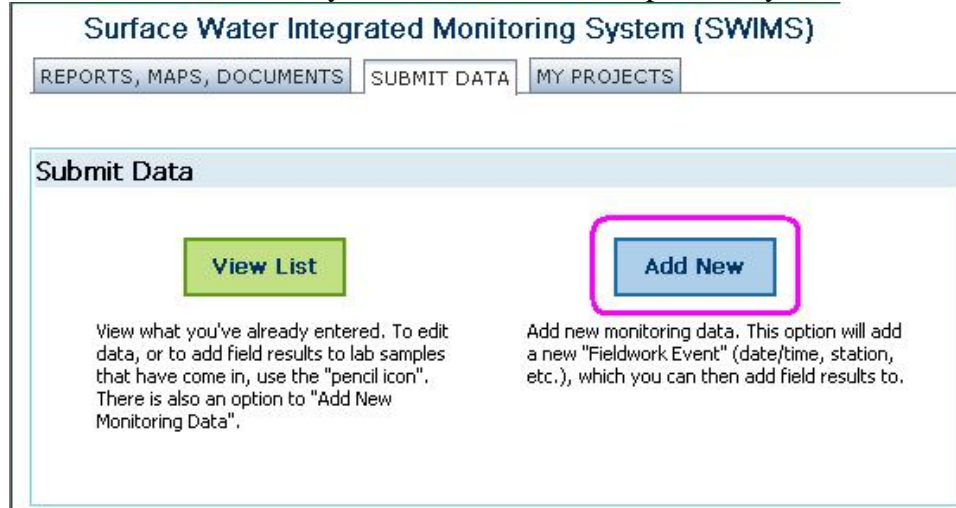 Surface Water Integrated Monitoring System (SWIMS)
REPORTS, MAPS, DOCUMENTS SUBMIT DATA MY PROJECTS
Submit Data
View List
View what you've already entered. To edit
data, or to add field results to lab samples
that have come in, use the "pencil icon".
There is also an option to "Add New
Monitoring Data".
Add New
Add new monitoring data. This option will add
a new "Fieldwork Event" (date/time, station,
etc.), which you can then add field results to.